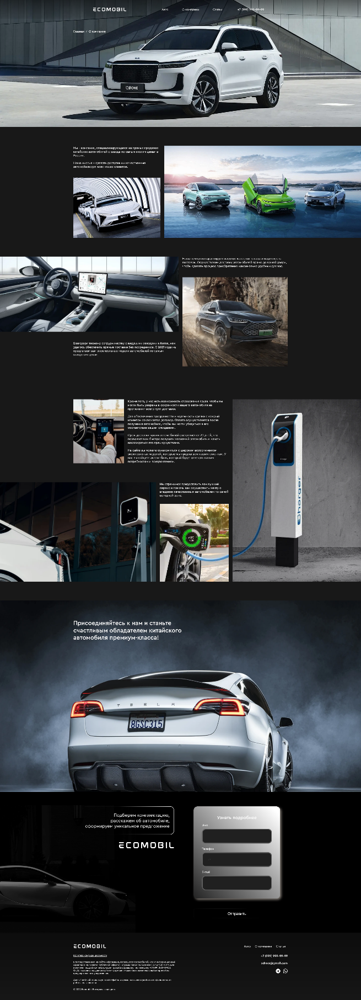 ECOMOBIL
Авто
О компании
Статьи
+7 (999) 999-99-99
Главная / О компании
ONE
Мы - компания, специализирующаяся на прямых продажах
китайских автомобилей с завода по самым низким ценам в
России.
Наша миссия - сделать доступными качественные
автомобили для всех наших клиентов.
Наша компания гарантирует высокое качество товара и надежность
поставок. Осуществляем доставку автомобилей прямо до вашей двери,
чтобы сделать процесс приобретения максимально удобным для вас.
Благодаря тесному сотрудничеству с ведущими заводами в Китае, нам
удалось обеспечить прямые поставки без посредников. С 2021 года мы
предлагаем вам эксклюзивные модели автомобилей по самым
выгодным ценам.
Кроме того, у нас есть возможность страхования груза, чтобы вы
могли быть уверены в сохранности вашего автомобиля на
протяжении всего пути доставки.
Для обеспечения прозрачности и надежности сделки с каждым
клиентом заключается договор. Оплата осуществляется после
получения автомобиля, чтобы вы могли убедиться в его
соответствии вашим ожиданиям.
Срок доставки наших автомобилей составляет от 20 дней, что
позволяет вам быстро получить желаемый автомобиль и начать
наслаждаться его преимуществами.
На сайте вы можете ознакомиться с широким ассортиментом
эксклюзивных моделей, которые мы предлагаем нашим клиентам. У
нас вы найдете автомобиль, который будет отвечать вашим
потребностям и предпочтениям.
Charger
Charger
Мы стремимся предоставить вам лучший
сервис и помочь вам осуществить мечту о
владении качественным автомобилем по самой
выгодной цене.
Присоединяйтесь к нам и станьте
счастливым обладателем китайского
автомобиля премиум-класса!
TESLA
8GSC315
Подберем комплектацию,
расскажем об автомобиле,
сформируем уникальное предложение
ECOMOBIL
Узнать подробнее
Имя
Телефон
E-mail
Отправить
ECOMOBIL
Авто
О компании
Статьи
Политика конфиденциальности
+7 (999) 999-99-99
adress@gmail.com
© 2024 Ecomobil. Все права защищены